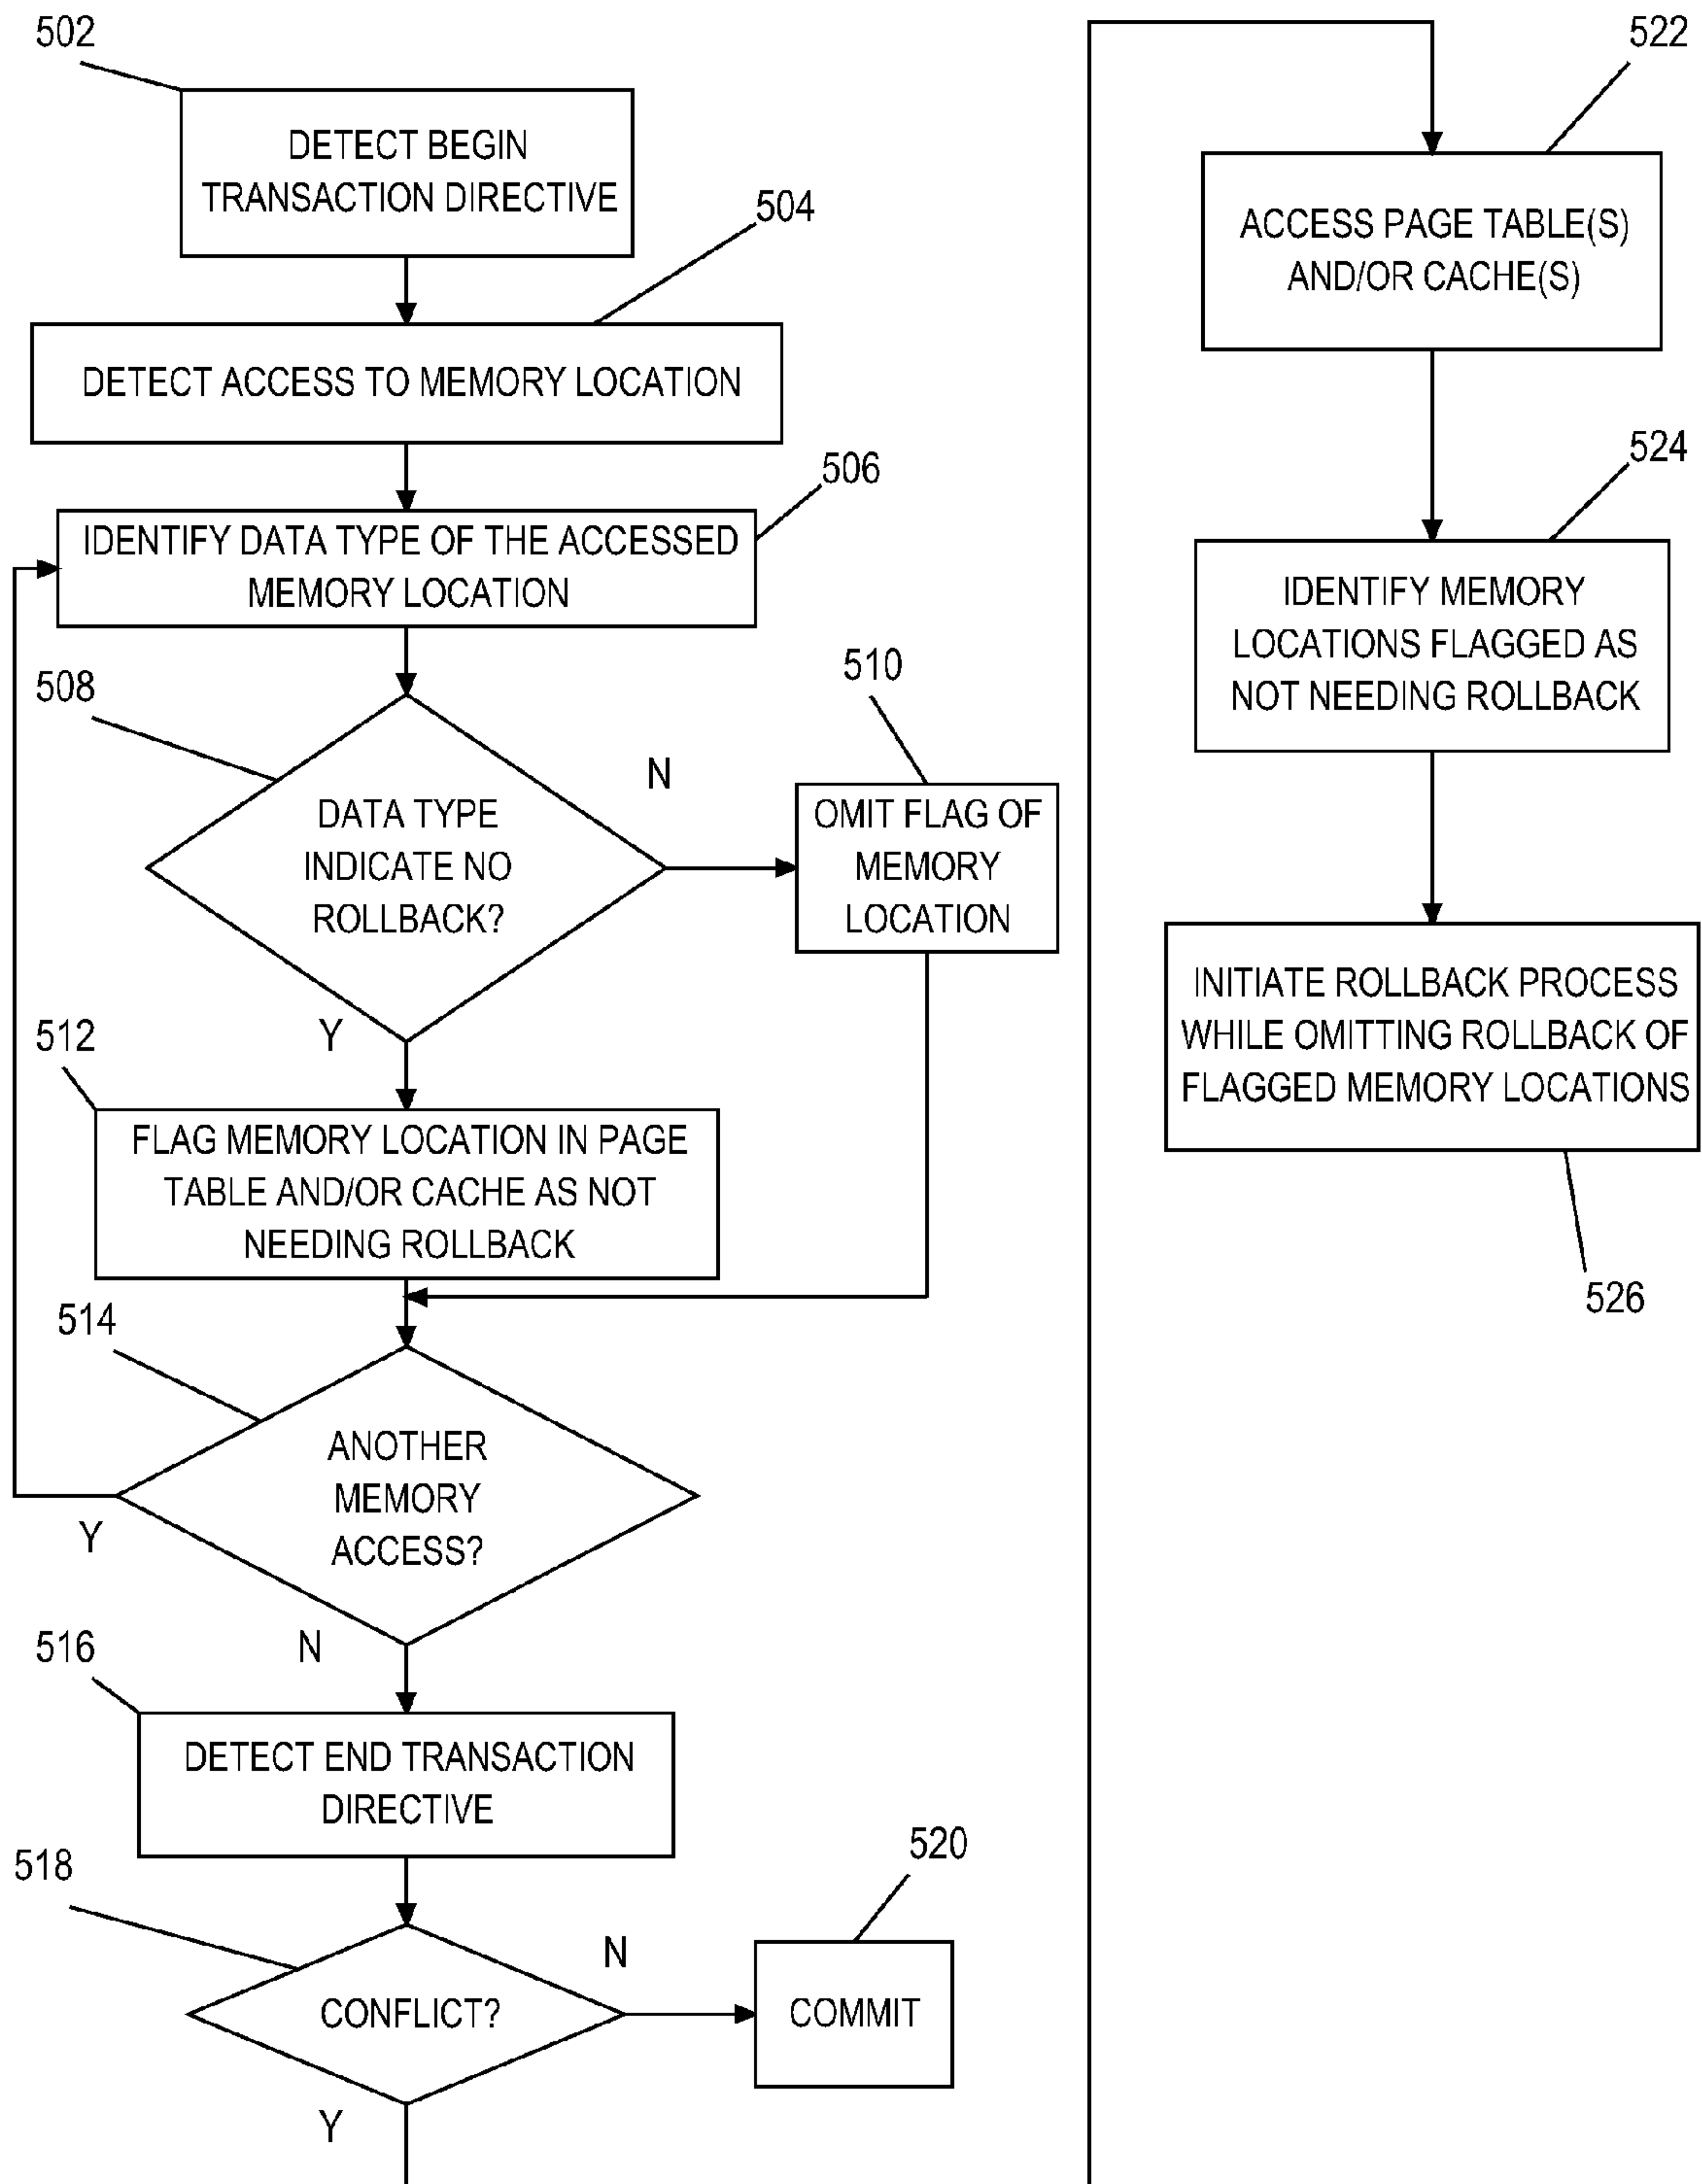 502
DETECT BEGIN
TRANSACTION DIRECTIVE
504
DETECT ACCESS TO MEMORY LOCATION
506
IDENTIFY DATA TYPE OF THE ACCESSED
MEMORY LOCATION
508
DATA TYPE
INDICATE NO
ROLLBACK?
N
510
OMIT FLAG OF
MEMORY
LOCATION
Y
512
FLAG MEMORY LOCATION IN PAGE
TABLE AND/OR CACHE AS NOT
NEEDING ROLLBACK
514
ANOTHER
MEMORY
ACCESS?
Y
N
516
DETECT END TRANSACTION
DIRECTIVE
518
CONFLICT?
N
520
COMMIT
Y
522
ACCESS PAGE TABLE(S)
AND/OR CACHE(S)
524
IDENTIFY MEMORY
LOCATIONS FLAGGED AS
NOT NEEDING ROLLBACK
INITIATE ROLLBACK PROCESS
WHILE OMITTING ROLLBACK OF
FLAGGED MEMORY LOCATIONS
526